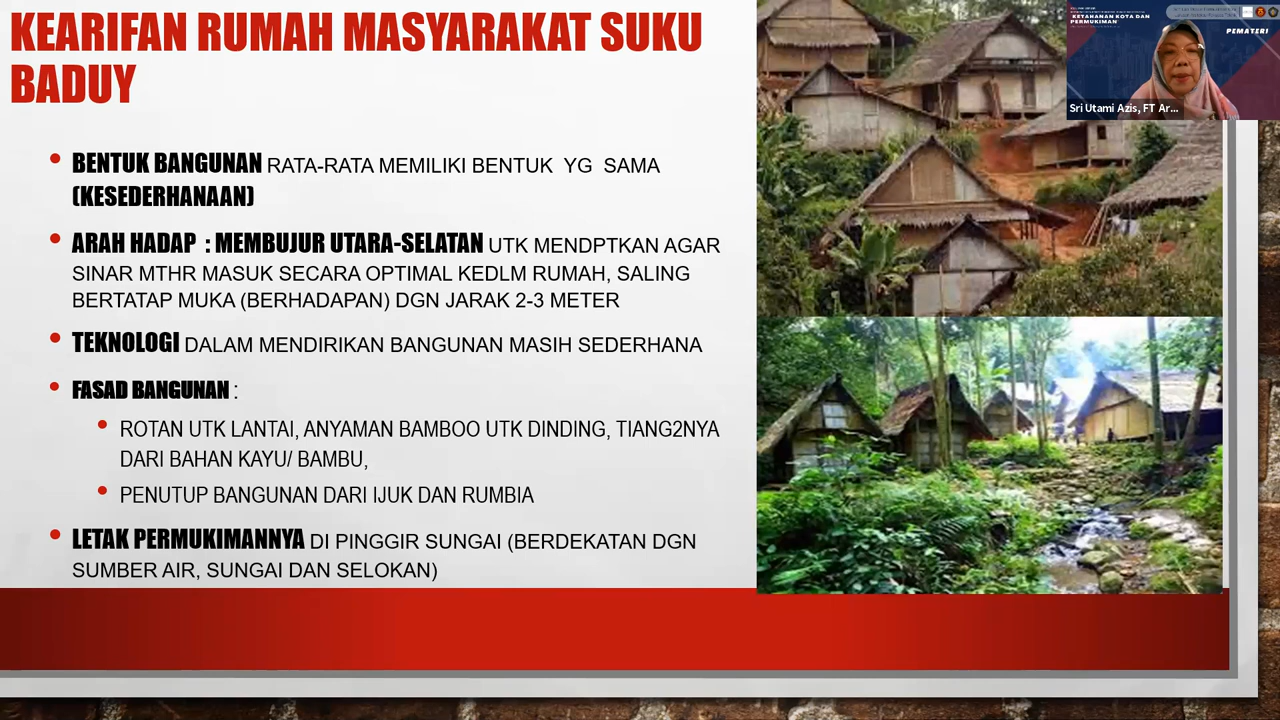 KEARIFAN RUMAH MASYARAKAT SUKU
BADUY
• BENTUK BANGUNAN RATA-RATA MEMILIKI BENTUK YG SAMA
(KESEDERHANAAN)
• ARAH HADAP : MEMBUJUR UTARA-SELATAN UTK MENDPTKAN AGAR
SINAR MTHR MASUK SECARA OPTIMAL KEDLM RUMAH, SALING
BERTATAP MUKA (BERHADAPAN) DGN JARAK 2-3 METER
• TEKNOLOGI DALAM MENDIRIKAN BANGUNAN MASIH SEDERHANA
• FASAD BANGUNAN :
• ROTAN UTK LANTAI, ANYAMAN BAMBOO UTK DINDING, TIANG2NYA
DARI BAHAN KAYU/ BAMBU,
• PENUTUP BANGUNAN DARI IJUK DAN RUMBIA
• LETAK PERMUKIMANNYA DI PINGGIR SUNGAI (BERDEKATAN DGN
SUMBER AIR, SUNGAI DAN SELOKAN)
KETAHANAN KOTA DAN
PERMUKIMAN
PEMATERI
Sri Utami Azis, FT Ar...